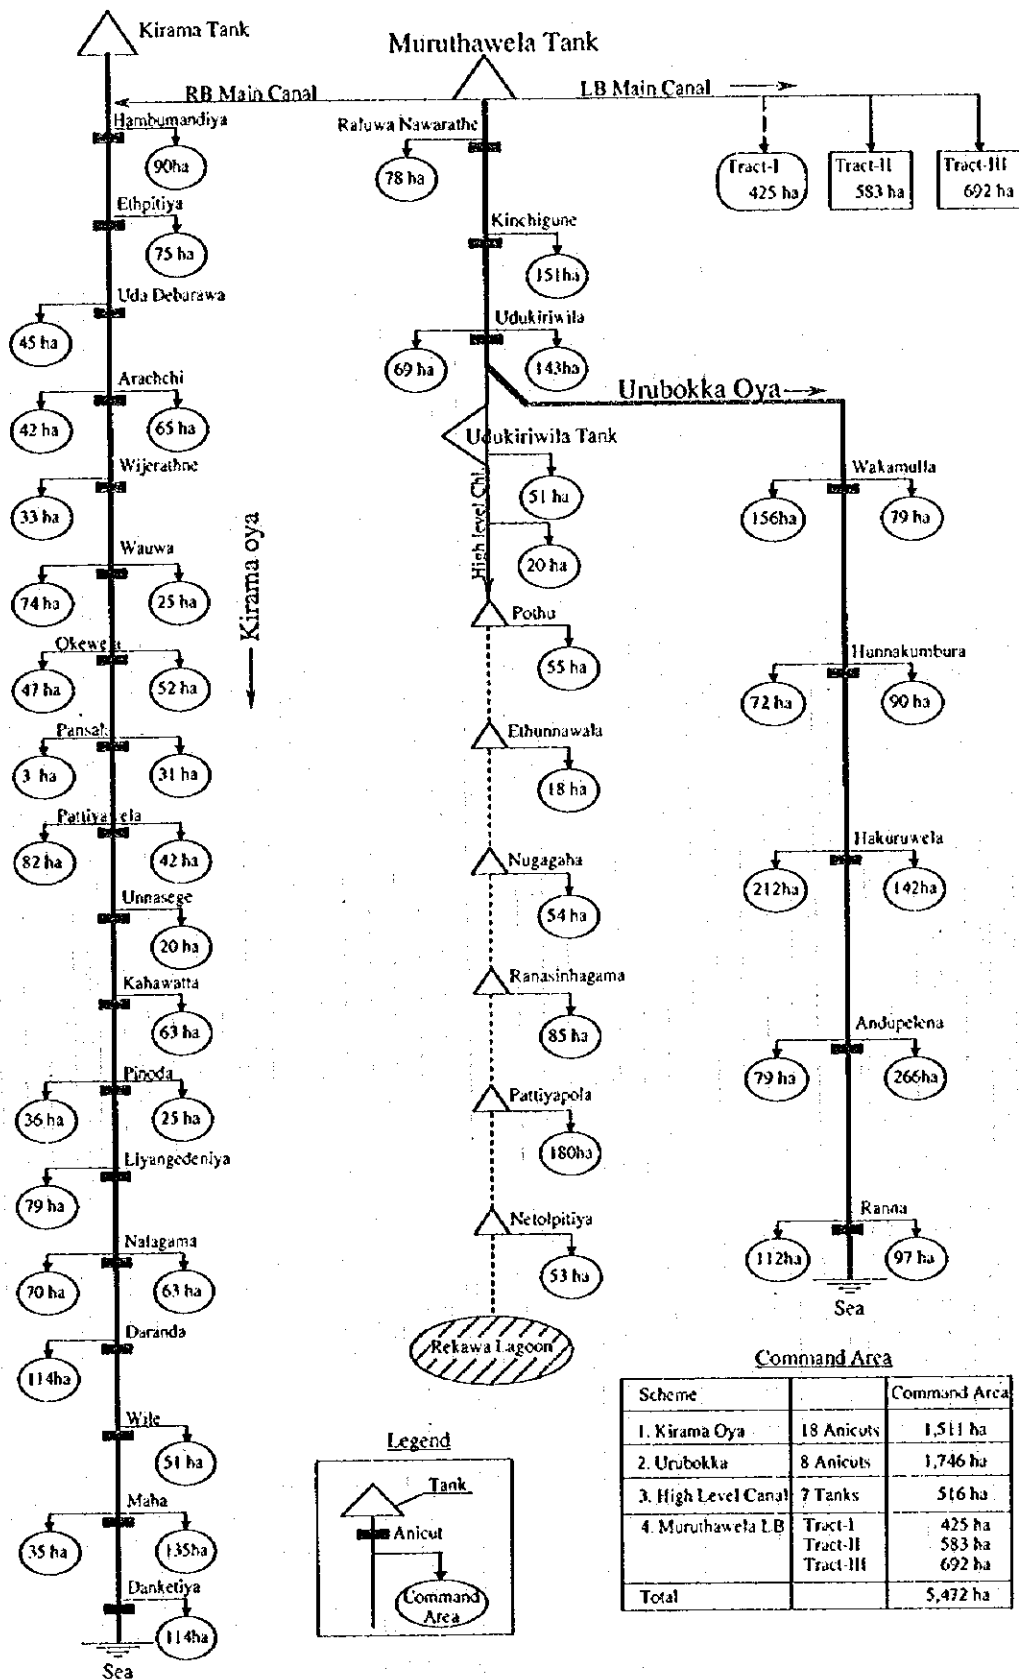 Kirama Tank
Muruthawela Tank
RB Main Canal
LB Main Canal
Hambumandiya
90ha
Ethpitiya
75 ha
Uda Debarawa
45 ha
Arachchi
42 ha
65 ha
Wijerathne
33 ha
Wauwa
74 ha
25 ha
Okewela
47 ha
52 ha
Pansala
3 ha
31 ha
Pattiyawela
82 ha
42 ha
Unnasege
20 ha
Kahawatta
63 ha
Pinoda
36 ha
25 ha
Liyangedeniya
79 ha
Nalagama
70 ha
63 ha
Daranda
114ha
Wile
51 ha
Maha
35 ha
135ha
Danketiya
114ha
Sea
Kirama oya
Raluwa Nawarathe
78 ha
Kinchigune
151ha
Udukiriwila
69 ha
143ha
Udukiriwila Tank
High level Chl.
51 ha
20 ha
Pothu
55 ha
Ethunnawala
18 ha
Nugagaha
54 ha
Ranasinhagama
85 ha
Pattiyapola
180ha
Netolpitiya
53 ha
Rekawa Lagoon
Tract-I
425 ha
Tract-II
583 ha
Tract-III
692 ha
Urubokka Oya
Wakamulla
156ha
79 ha
Hunnakumbura
72 ha
90 ha
Hakuruwela
212ha
142ha
Andupelena
79 ha
266ha
Ranna
112ha
97 ha
Sea
Legend
Tank
Anicut
Command
Area
Command Area
Scheme Command Area
1. Kirama Oya 18 Anicuts 1,511 ha
2. Urubokka 8 Anicuts 1,746 ha
3. High Level Canal 7 Tanks 516 ha
4. Muruthawela LB Tract-I 425 ha
Tract-II 583 ha
Tract-III 692 ha
Total 5,472 ha